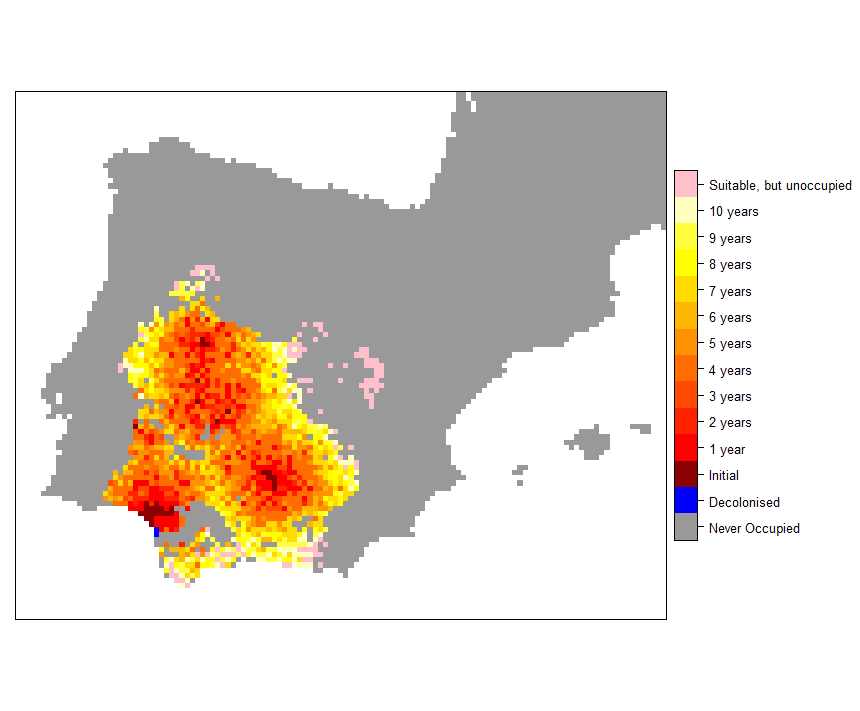 Suitable, but unoccupied
10 years
9 years
8 years
7 years
6 years
5 years
4 years
3 years
2 years
1 year
Initial
Decolonised
Never Occupied